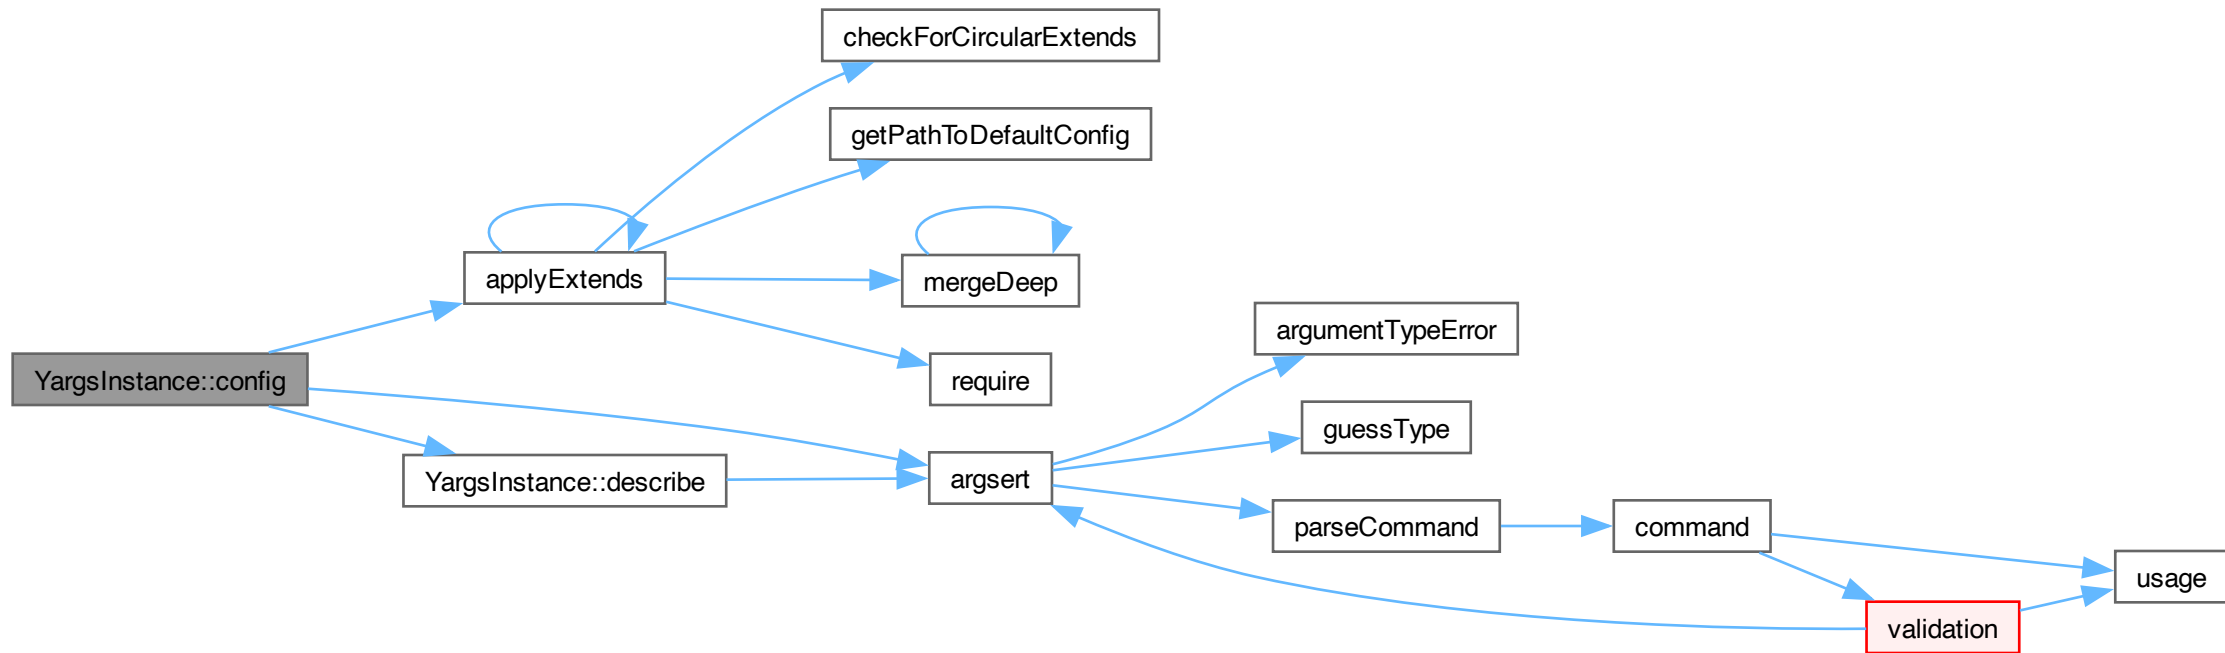 checkForCircularExtends
getPathToDefaultConfig
applyExtends
mergeDeep
argumentTypeError
YargsInstance::config
require
guessType
YargsInstance::describe
argsert
parseCommand
command
usage
validation